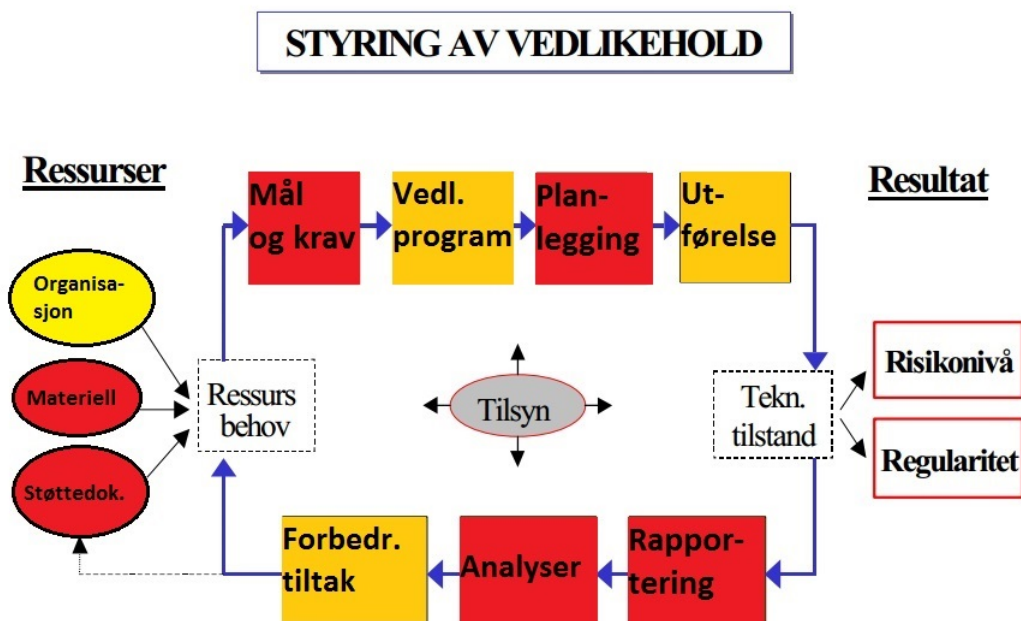 STYRING AV VEDLIKEHOLD
Ressurser
Resultat
Mål
og krav
Vedl.
program
Plan-
legging
Ut-
førelse
Organisa-
sjon
Materiell
Støttedok.
Ressurs
behov
Tilsyn
Tekn.
tilstand
Risikonivå
Regularitet
Forbedr.
tiltak
Analyser
Rappor-
tering